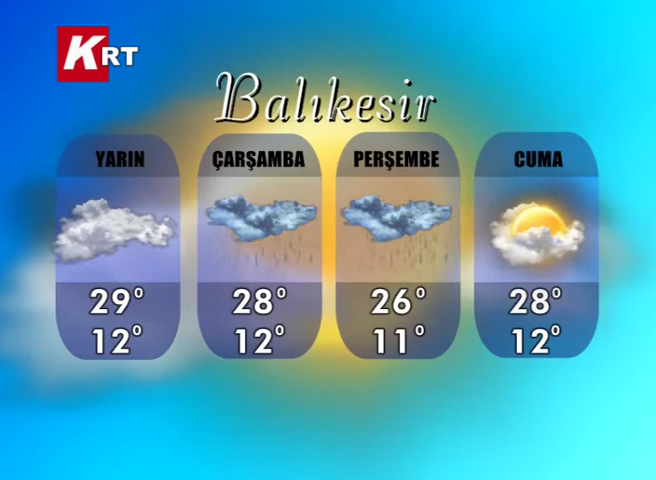 KRT
Balıkesir
YARIN
29°
12°
ÇARŞAMBA
28°
12°
PERŞEMBE
26°
11°
CUMA
28°
12°